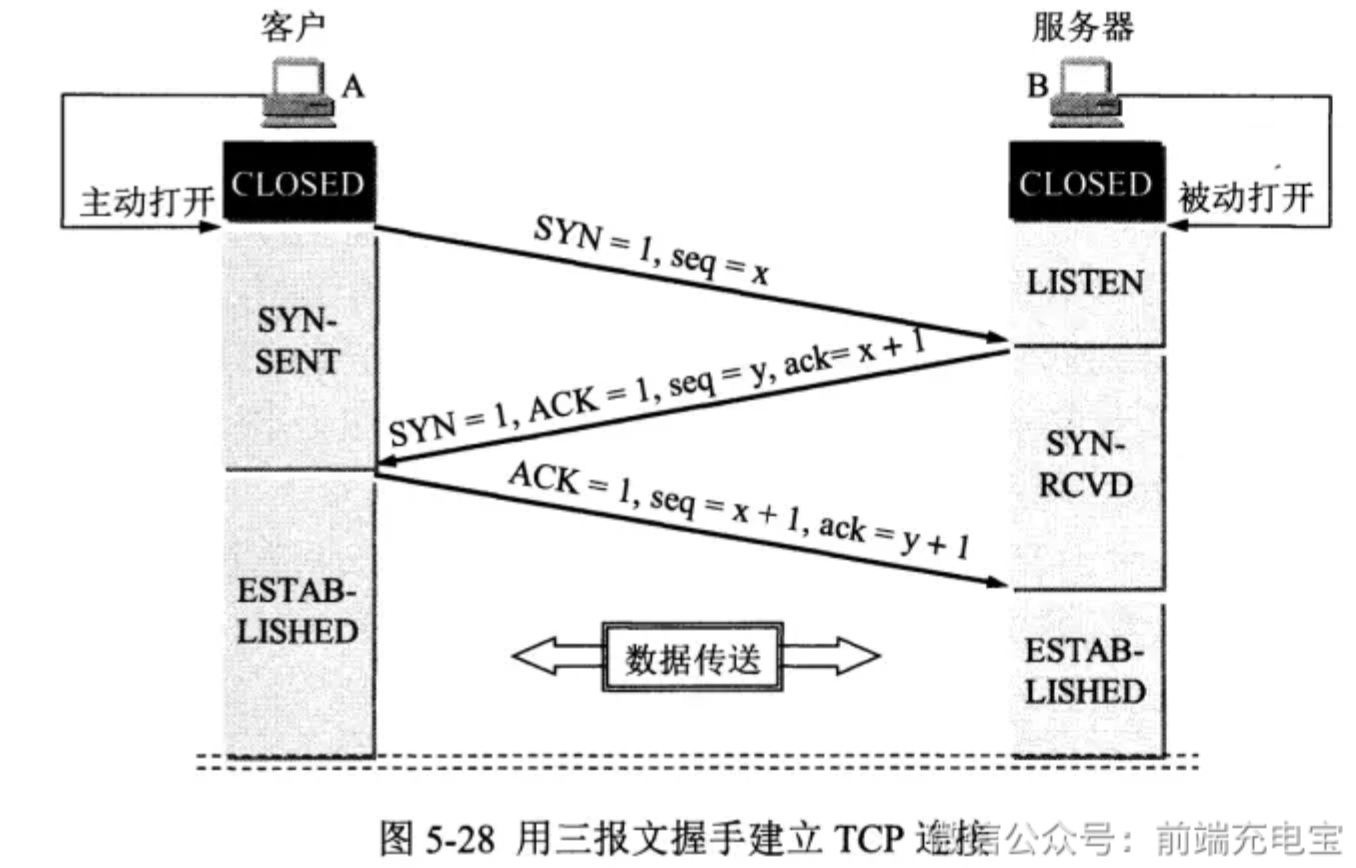 客户
服务器
A
B
CLOSED
CLOSED
主动打开
被动打开
SYN = 1, seq = x
LISTEN
SYN-
SENT
SYN = 1, ACK = 1, seq = y, ack= x + 1
SYN-
RCVD
ACK = 1, seq = x + 1, ack = y + 1
ESTAB-
LISHED
数据传送
ESTAB-
LISHED
图 5-28 用三报文握手建立 TCP 连接
微信公众号：前端充电宝